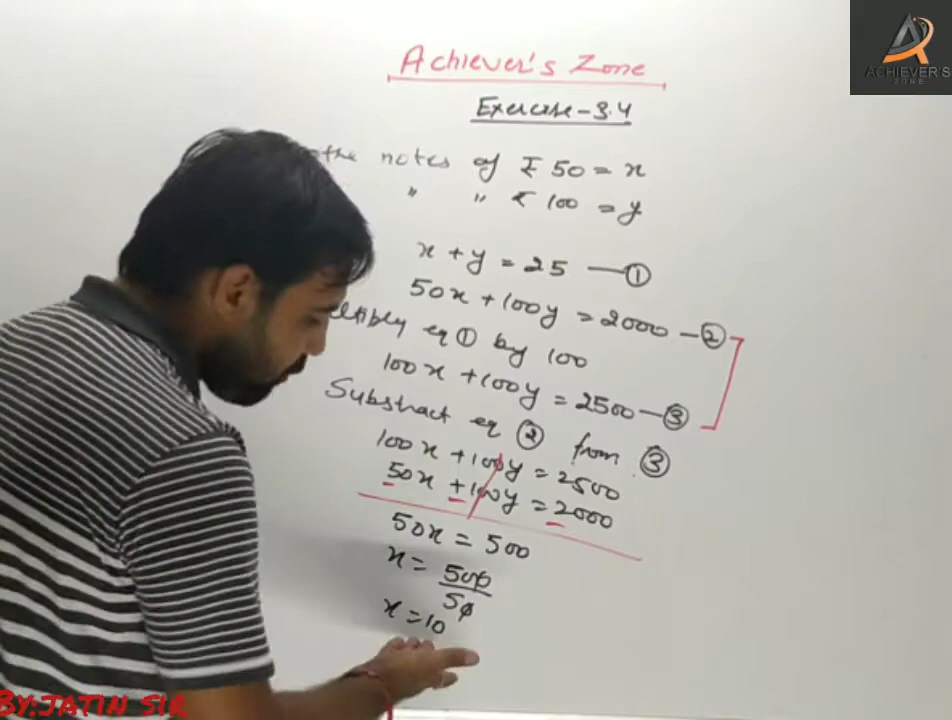 ACHIEVER'S
ZONE
Achiever's Zone
Exercise-3.4
the notes of ₹ 50 = x
" " ₹ 100 = y
x + y = 25 — ①
50x + 100y = 2000 — ②
eq ① by 100
100x + 100y = 2500 — ③
Substract eq ② from ③
100x + 100y = 2500
50x + 100y = 2000
50x = 500
x = 500/50
x = 10
BY:JATIN SIR